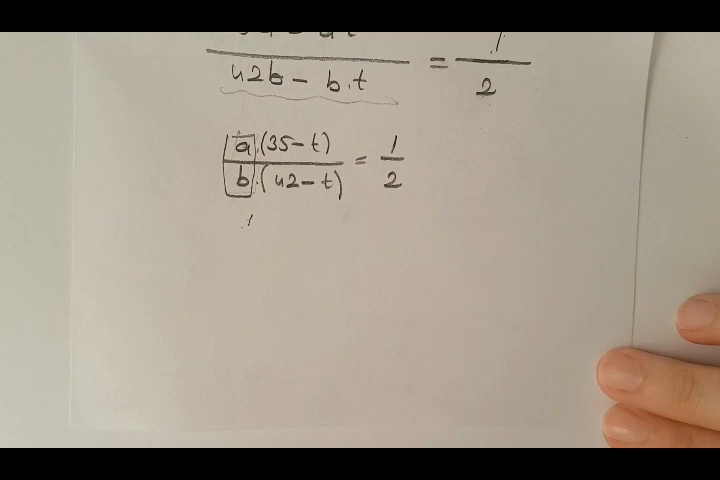 42b - b.t = 1/2
a.(35-t) / b.(42-t) = 1/2